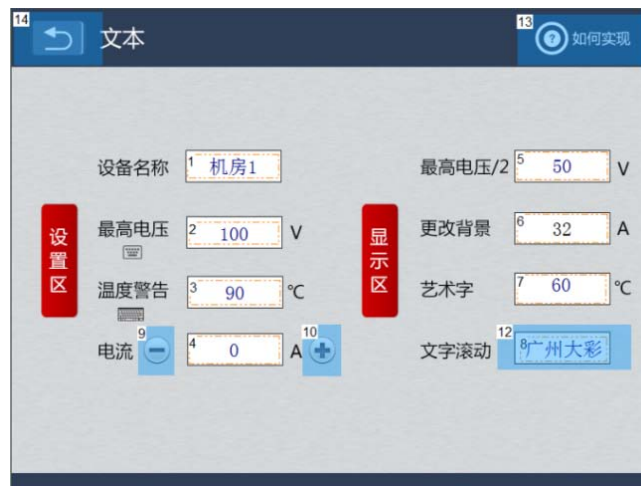 14 文本 13 如何实现
设备名称 1 机房1 最高电压/2 5 50 V
设置区
最高电压 2 100 V
显示区
更改背景 6 32 A
温度警告 3 90 ℃ 艺术字 7 60 ℃
电流 9 4 0 A 10 文字滚动 12 8 广州大彩